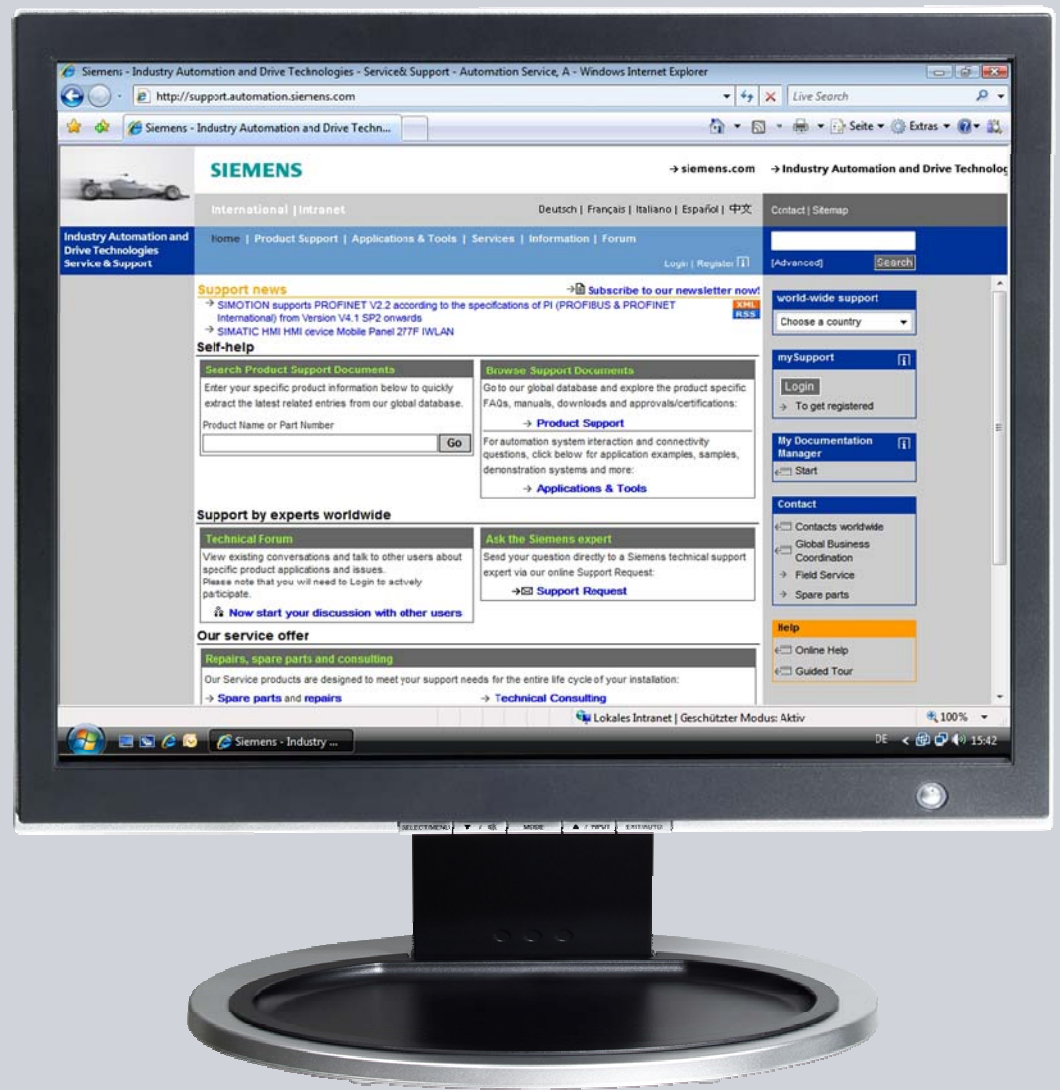 Siemens - Industry Automation and Drive Technologies - Service& Support - Automation Service, A - Windows Internet Explorer
http://support.automation.siemens.com
Live Search
Siemens - Industry Automation and Drive Techn...
Seite
Extras
SIEMENS
→ siemens.com
→ Industry Automation and Drive Technolog
International | Intranet
Deutsch | Français | Italiano | Español | 中文
Contact | Sitemap
Industry Automation and
Drive Technologies
Service & Support
Home | Product Support | Applications & Tools | Services | Information | Forum
Login | Register
[Advanced]
Search
Support news
→ Subscribe to our newsletter now!
→ SIMOTION supports PROFINET V2.2 according to the specifications of PI (PROFIBUS & PROFINET
International) from Version V4.1 SP2 onwards
XML
RSS
→ SIMATIC HMI HMI device Mobile Panel 277F IWLAN
Self-help
Search Product Support Documents
Enter your specific product information below to quickly
extract the latest related entries from our global database.
Product Name or Part Number
Go
Browse Support Documents
Go to our global database and explore the product specific
FAQs, manuals, downloads and approvals/certifications:
→ Product Support
For automation system interaction and connectivity
questions, click below for application examples, samples,
demonstration systems and more:
→ Applications & Tools
Support by experts worldwide
Technical Forum
View existing conversations and talk to other users about
specific product applications and issues.
Please note that you will need to Login to actively
participate.
Now start your discussion with other users
Ask the Siemens expert
Send your question directly to a Siemens technical support
expert via our online Support Request:
→ Support Request
Our service offer
Repairs, spare parts and consulting
Our Service products are designed to meet your support needs for the entire life cycle of your installation:
→ Spare parts and repairs
→ Technical Consulting
world-wide support
Choose a country
mySupport
Login
→ To get registered
My Documentation
Manager
Start
Contact
Contacts worldwide
Global Business
Coordination
→ Field Service
→ Spare parts
Help
Online Help
Guided Tour
Lokales Intranet | Geschützter Modus: Aktiv
100%
Siemens - Industry ...
DE
15:42
SELECT/MENU
MODE
▲ / INPUT
EXIT/AUTO